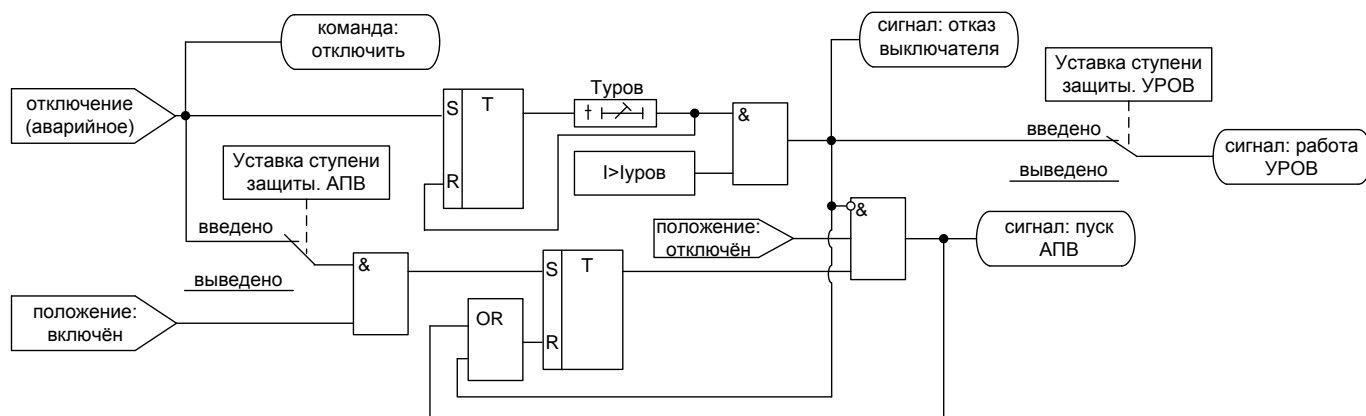 команда:
отключить
сигнал: отказ
выключателя
Уставка ступени
защиты. УРОВ
отключение
(аварийное)
S
T
R
Tуров
&
I>Iуров
введено
выведено
сигнал: работа
УРОВ
Уставка ступени
защиты. АПВ
введено
выведено
&
положение:
включён
положение:
отключён
&
сигнал: пуск
АПВ
S
T
R
OR